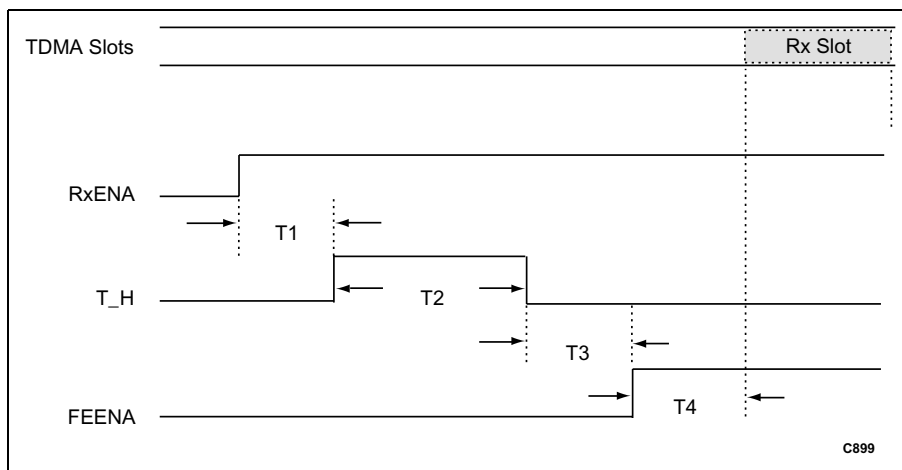 TDMA Slots
Rx Slot
RxENA
T1
T_H
T2
T3
FEENA
T4
C899